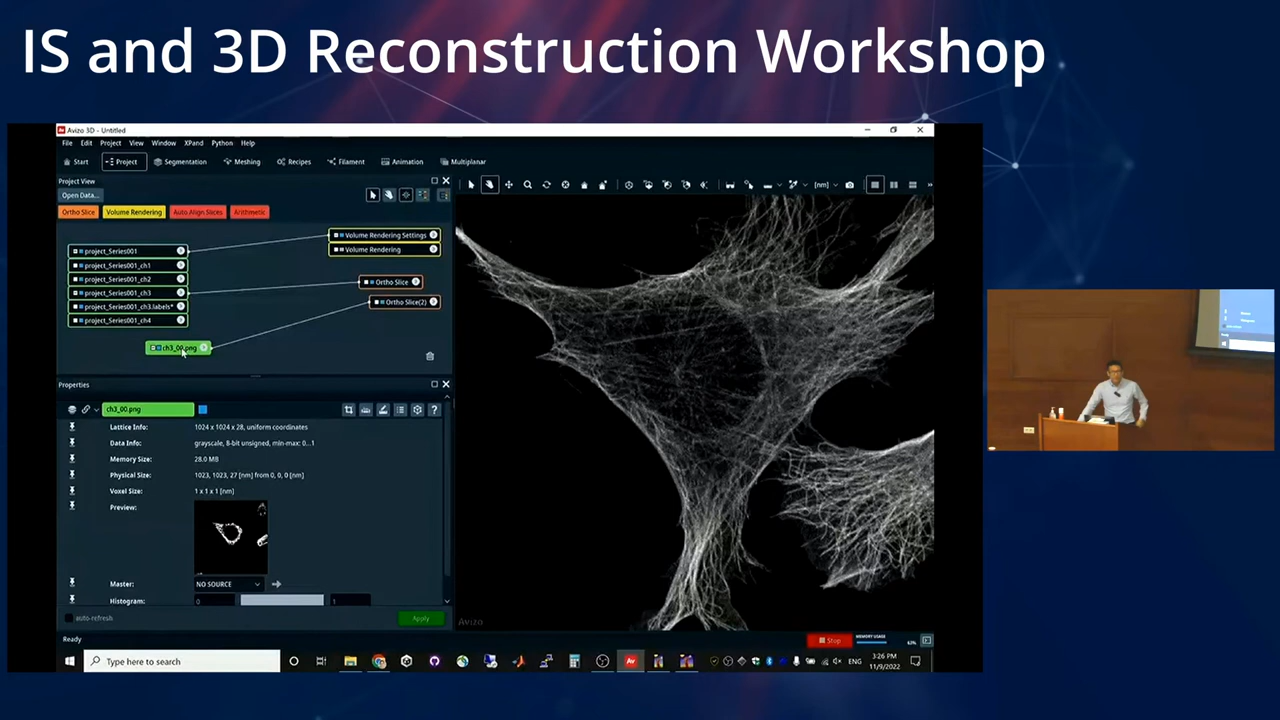 IS and 3D Reconstruction Workshop
Avizo 3D - Untitled
File Edit Project View Window XPand Python Help
Start Project Segmentation Meshing Recipes Filament Animation Multiplanar
Project View
Open Data...
[nm]
Ortho Slice Volume Rendering Auto Align Slices Arithmetic
project_Series001
project_Series001_ch1
project_Series001_ch2
project_Series001_ch3
project_Series001_ch3.labels*
project_Series001_ch4
Volume Rendering Settings
Volume Rendering
Ortho Slice
Ortho Slice(2)
ch3_00.png
Properties
ch3_00.png
Lattice Info: 1024 x 1024 x 28, uniform coordinates
Data Info: grayscale, 8-bit unsigned, min-max: 0...1
Memory Size: 28.0 MB
Physical Size: 1023, 1023, 27 [nm] from 0, 0, 0 [nm]
Voxel Size: 1 x 1 x 1 [nm]
Preview:
Master: NO SOURCE
Histogram: 0 1
auto-refresh Apply
Avizo
Ready Stop MEMORY USAGE 63%
Type here to search
ENG
3:26 PM
11/9/2022